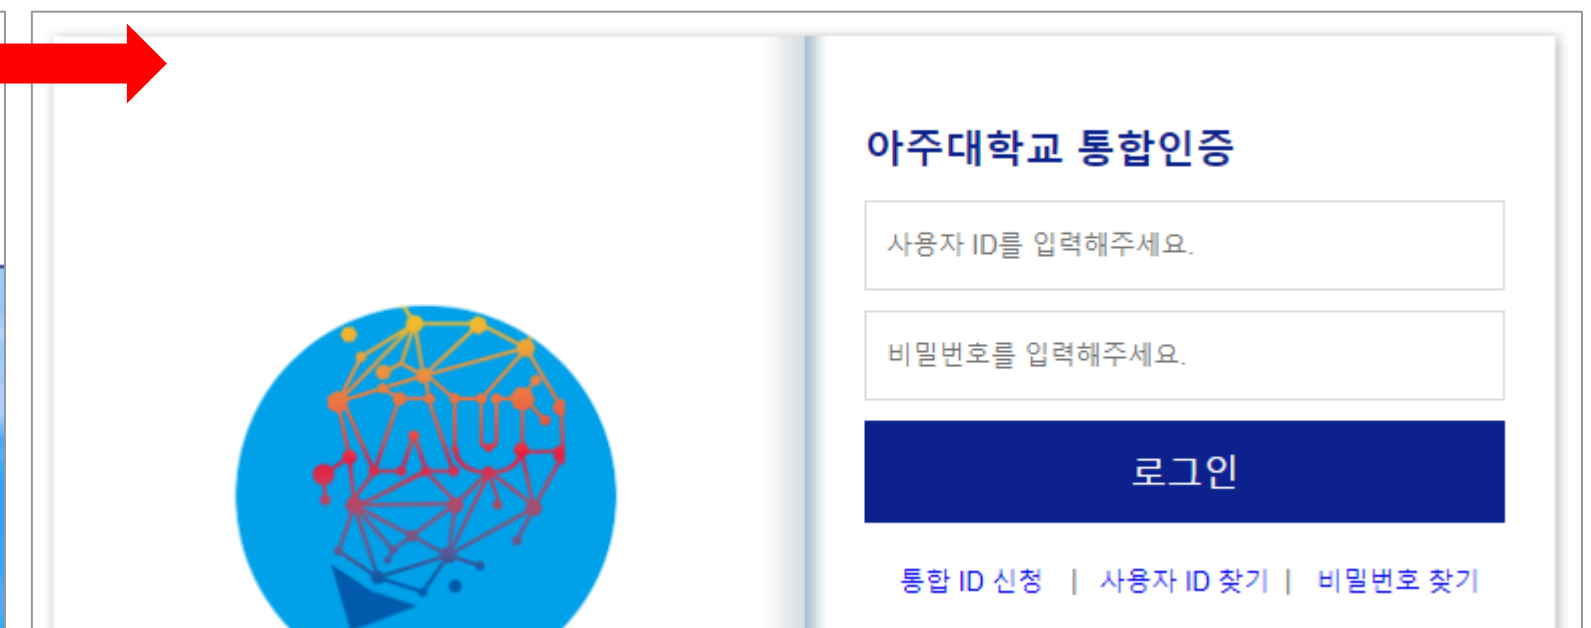 아주대학교 통합인증
사용자 ID를 입력해주세요.
비밀번호를 입력해주세요.
로그인
통합 ID 신청 | 사용자 ID 찾기 | 비밀번호 찾기
AU